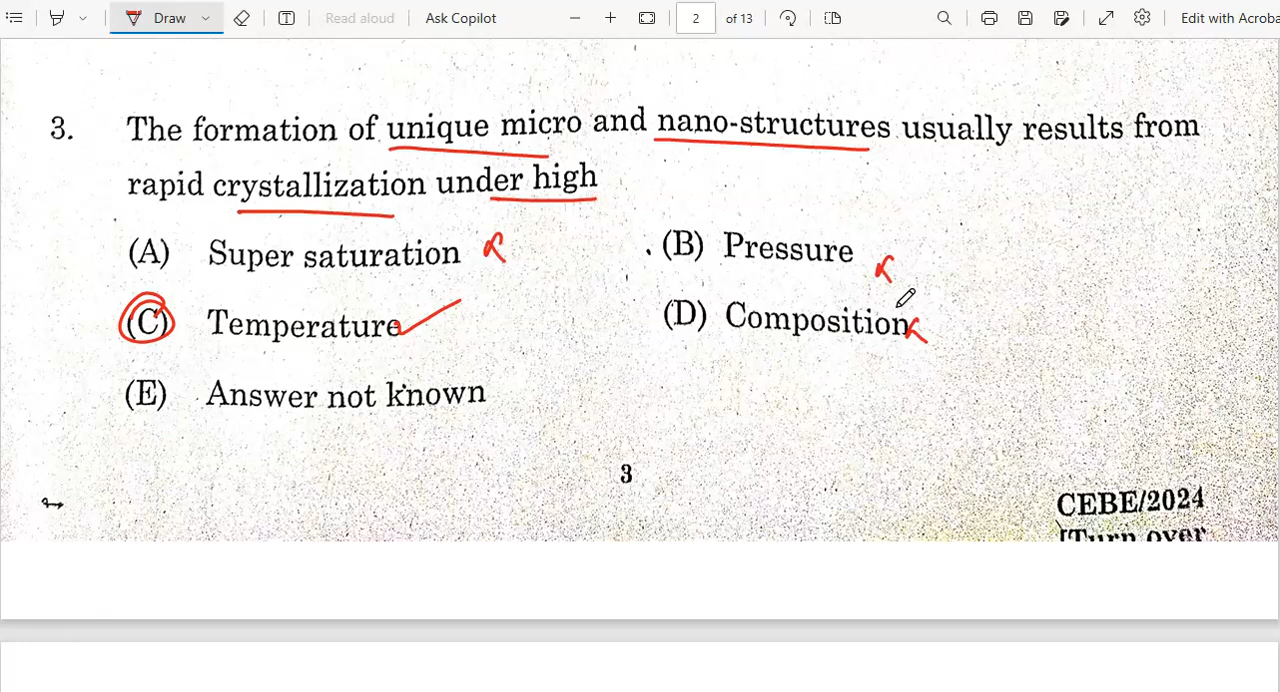 Draw
Read aloud
Ask Copilot
2 of 13
Edit with Acroba
3. The formation of unique micro and nano-structures usually results from
rapid crystallization under high
(A) Super saturation
(B) Pressure
(C) Temperature
(D) Composition
(E) Answer not known
3
CEBE/2024
[Turn over